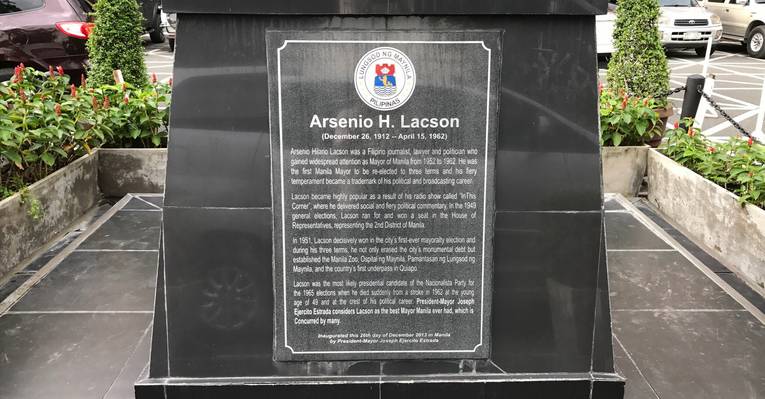 LUNGSOD NG MAYNILA
PILIPINAS
Arsenio H. Lacson
(December 26, 1912 -- April 15, 1962)
Arsenio Hilario Lacson was a Filipino journalist, lawyer and politician who
gained widespread attention as Mayor of Manila from 1952 to 1962. He was
the first Manila Mayor to be re-elected to three terms and his fiery
temperament became a trademark of his political and broadcasting career.
Lacson became highly popular as a result of his radio show called "InThis
Corner", where he delivered social and fiery political commentary. In the 1949
general elections, Lacson ran for and won a seat in the House of
Representatives, representing the 2nd District of Manila.
In 1951, Lacson decisively won in the city's first-ever mayoralty election and
during his three terms, he not only erased the city's monumental debt but
established the Manila Zoo, Ospital ng Maynila, Pamantasan ng Lungsod ng
Maynila, and the country's first underpass in Quiapo.
Lacson was the most likely presidential candidate of the Nacionalista Party for
the 1965 elections when he died suddenly from a stroke in 1962 at the young
age of 49 and at the crest of his political career. President-Mayor Joseph
Ejercito Estrada considers Lacson as the best Mayor Manila ever had, which is
Concurred by many.
Inaugurated this 26th day of December 2013 in Manila
by President-Mayor Joseph Ejercito Estrada